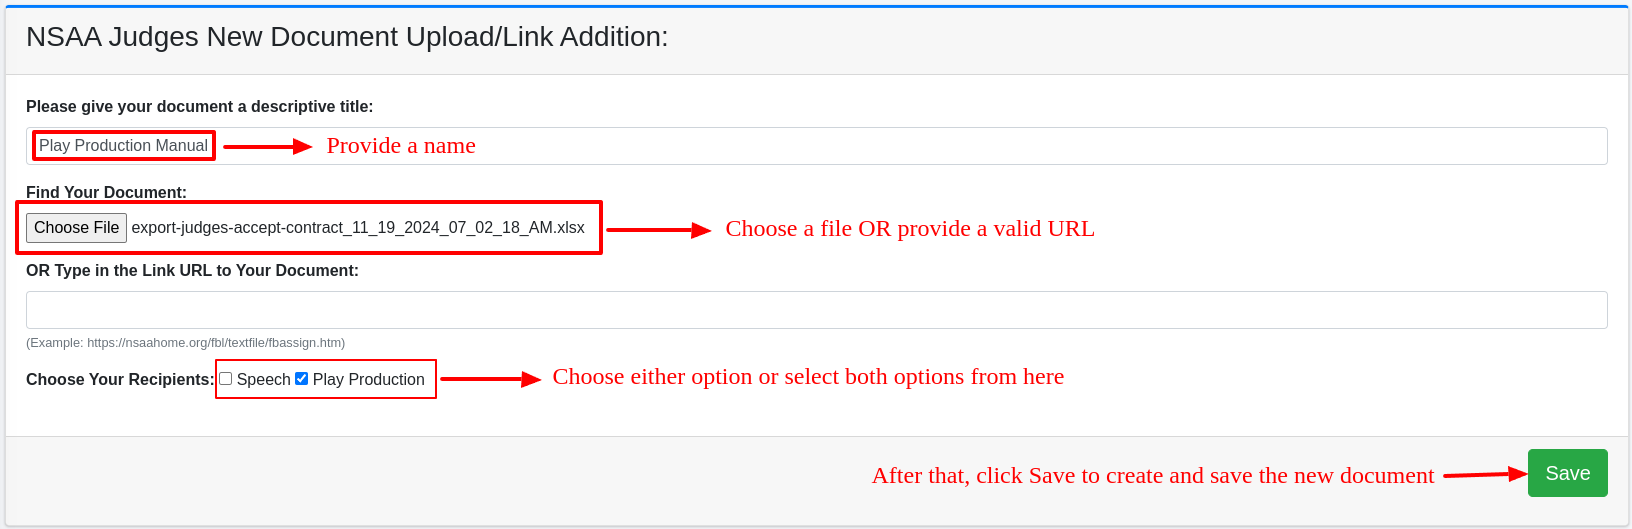 NSAA Judges New Document Upload/Link Addition:
Please give your document a descriptive title:
Play Production Manual Provide a name
Find Your Document:
Choose File export-judges-accept-contract_11_19_2024_07_02_18_AM.xlsx Choose a file OR provide a valid URL
OR Type in the Link URL to Your Document:
(Example: https://nsaahome.org/fbl/textfile/fbassign.htm)
Choose Your Recipients: Speech Play Production Choose either option or select both options from here
After that, click Save to create and save the new document Save